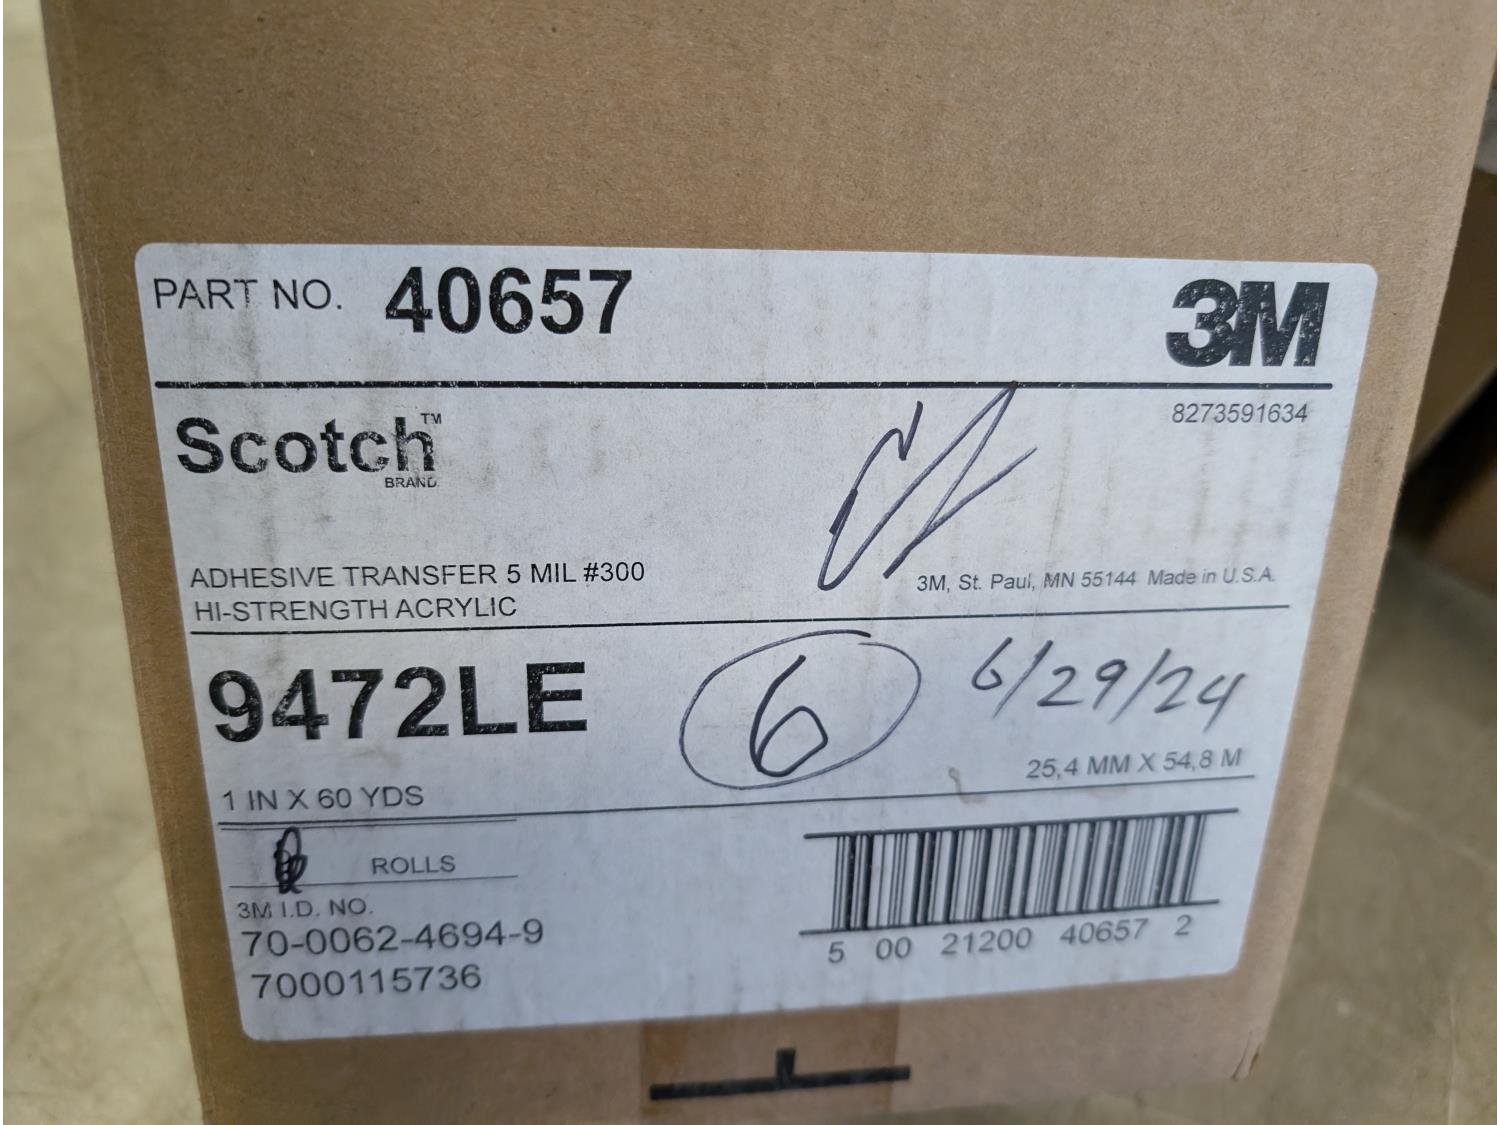 PART NO. 40657
3M
8273591634
Scotch™
BRAND
ADHESIVE TRANSFER 5 MIL #300
HI-STRENGTH ACRYLIC
3M, St. Paul, MN 55144 Made in U.S.A.
9472LE
6
6/29/24
1 IN X 60 YDS
25,4 MM X 54,8 M
ROLLS
3M I.D. NO.
70-0062-4694-9
7000115736
5 00 21200 40657 2